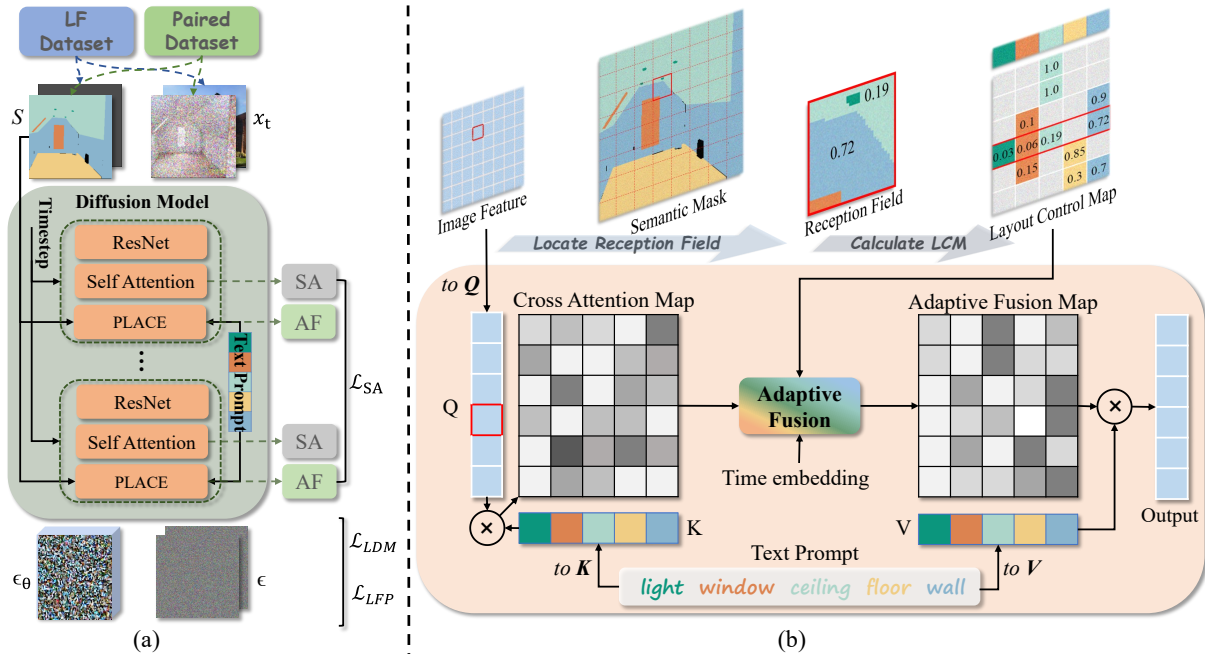 LF
Dataset
Paired
Dataset
S
x_t
Diffusion Model
Timestep
ResNet
Self Attention
PLACE
SA
AF
...
Text Prompt
ResNet
Self Attention
PLACE
SA
AF
ℒ_SA
ϵ_θ
ϵ
ℒ_LDM
ℒ_LFP
(a)
Image Feature
Semantic Mask
0.19
0.72
Reception Field
1.0
1.0
0.9
0.1
0.72
0.03 0.06 0.19
0.85
0.15
0.3 0.7
Layout Control Map
Locate Reception Field
Calculate LCM
to Q
Cross Attention Map
Adaptive Fusion Map
Q
Adaptive
Fusion
Time embedding
×
×
K
V
Output
to K
Text Prompt
to V
light window ceiling floor wall
(b)